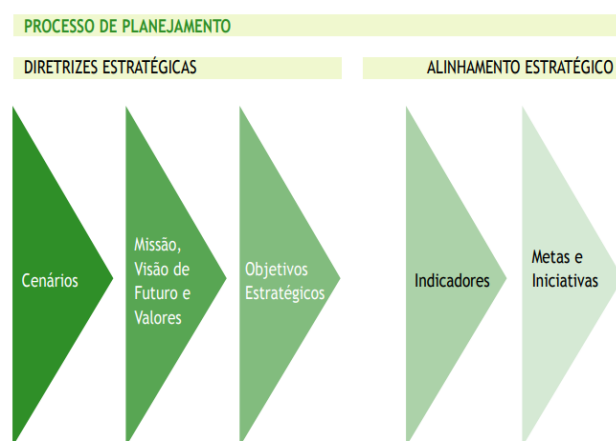 PROCESSO DE PLANEJAMENTO
DIRETRIZES ESTRATÉGICAS
ALINHAMENTO ESTRATÉGICO
Cenários
Missão,
Visão de
Futuro e
Valores
Objetivos
Estratégicos
Indicadores
Metas e
Iniciativas